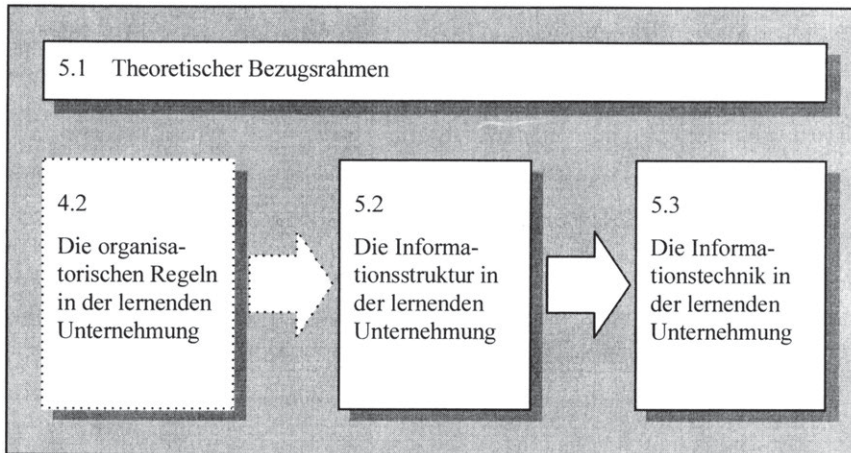 5.1 Theoretischer Bezugsrahmen
4.2
Die organisa-
torischen Regeln
in der lernenden
Unternehmung
5.2
Die Informa-
tionsstruktur in
der lernenden
Unternehmung
5.3
Die Informa-
tionstechnik in
der lernenden
Unternehmung